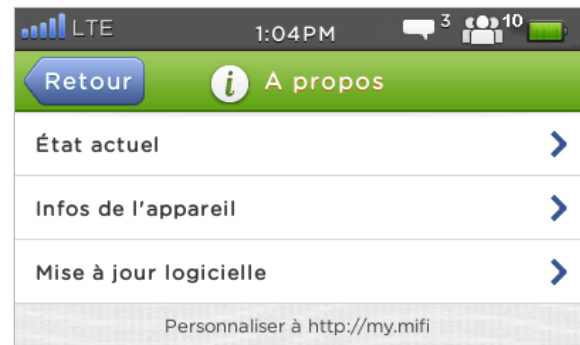 LTE 1:04PM 3 10
Retour i A propos
État actuel
Infos de l'appareil
Mise à jour logicielle
Personnaliser à http://my.mifi